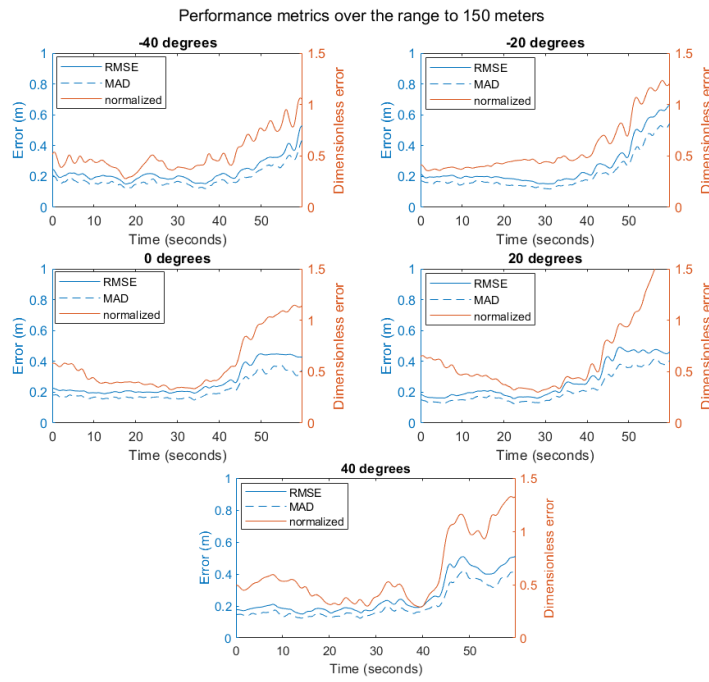 Performance metrics over the range to 150 meters
-40 degrees
1
0.8
0.6
0.4
0.2
0
Error (m)
RMSE
MAD
normalized
1.5
1
0.5
0
Dimensionless error
0 10 20 30 40 50
Time (seconds)
-20 degrees
1
0.8
0.6
0.4
0.2
0
Error (m)
RMSE
MAD
normalized
1.5
1
0.5
0
Dimensionless error
0 10 20 30 40 50
Time (seconds)
0 degrees
1
0.8
0.6
0.4
0.2
0
Error (m)
RMSE
MAD
normalized
1.5
1
0.5
0
Dimensionless error
0 10 20 30 40 50
Time (seconds)
20 degrees
1
0.8
0.6
0.4
0.2
0
Error (m)
RMSE
MAD
normalized
1.5
1
0.5
0
Dimensionless error
0 10 20 30 40 50
Time (seconds)
40 degrees
1
0.8
0.6
0.4
0.2
0
Error (m)
RMSE
MAD
normalized
1.5
1
0.5
0
Dimensionless error
0 10 20 30 40 50
Time (seconds)